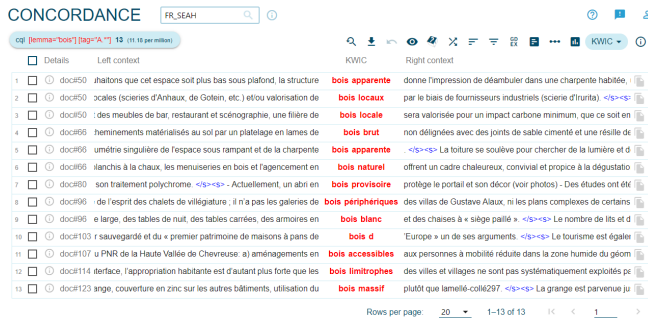 CONCORDANCE FR_SEAH
cql [lemma="bois"] [tag="A.*"] 13 (11.15 per million)
GD EX KWIC
Details Left context KWIC Right context
1 doc#50 uhaitons que cet espace soit plus bas sous plafond, la structure bois apparente donne l'impression de déambuler dans une charpente habitée,
2 doc#50 ocales (scieries d'Anhaux, de Gotein, etc.) et/ou valorisation de bois locaux par le biais de fournisseurs industriels (scierie d'Irurita). </s><s>
3 doc#50 : des meubles de bar, restaurant et scénographie, une filière de bois locale sera valorisée pour un impact carbone minimum, que ce soit en
4 doc#66 heminements matérialisés au sol par un platelage en lames de bois brut non délignées avec des joints de sable cimenté et une résille de
5 doc#66 umétrie singulière de l'espace sous rampant et de la charpente bois apparente . </s><s> La toiture se soulève pour chercher de la lumière et d
6 doc#66 lanchis à la chaux, les menuiseries en bois et l'agencement en bois naturel offrent un cadre chaleureux, convivial et propice à la dégustatio
7 doc#80 son traitement polychrome. </s><s> - Actuellement, un abri en bois provisoire protège le portail et son décor (voir photos) - Des études ont été
8 doc#96 de l'esprit des chalets de villégiature ; il n'a pas les galeries de bois périphériques des villas de Gustave Alaux, ni les plans complexes de certains
9 doc#96 e large, des tables de nuit, des tables carrées, des armoires en bois blanc et des chaises à « siège paillé ». </s><s> Le nombre de lits et d
10 doc#103 r sauvegardé et du « premier patrimoine de maisons à pans de bois d 'Europe » un de ses arguments. </s><s> Le tourisme est égaler
11 doc#107 u PNR de la Haute Vallée de Chevreuse: a) aménagements en bois accessibles aux personnes à mobilité réduite dans la zone humide du géom
12 doc#114 iterface, l'appropriation habitante est d'autant plus forte que les bois limitrophes des villes et villages ne sont pas systématiquement exploités pa
13 doc#123 ange, couverture en zinc sur les autres bâtiments, utilisation du bois massif plutôt que lamellé-collé297. </s><s> La grange est parvenue ju
Rows per page: 20 1–13 of 13 1